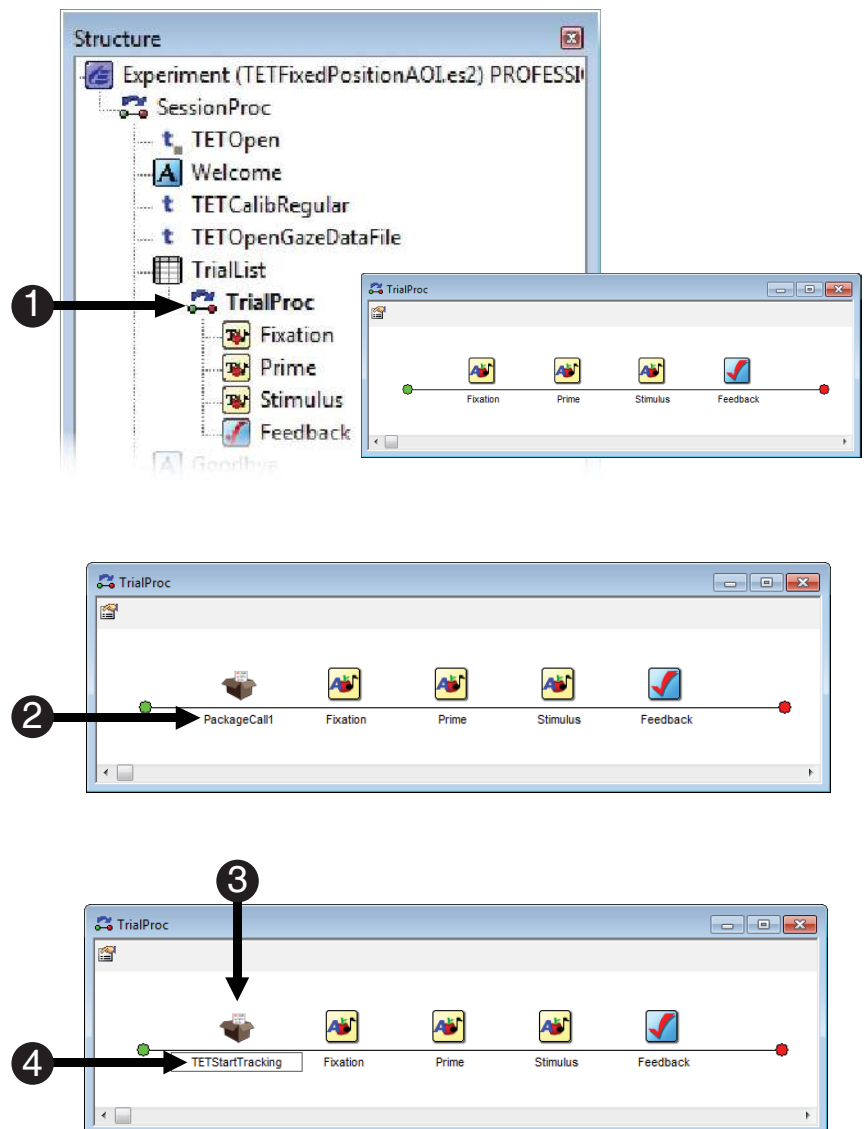 Structure
Experiment (TETFixedPositionAOI.es2) PROFESSI
SessionProc
TETOpen
A Welcome
TETCalibRegular
TETOpenGazeDataFile
TrialList
1 TrialProc
Fixation
Prime
Stimulus
Feedback
A Goodbye
TrialProc
Fixation Prime Stimulus Feedback
TrialProc
2 PackageCall1 Fixation Prime Stimulus Feedback
3
TrialProc
4 TETStartTracking Fixation Prime Stimulus Feedback